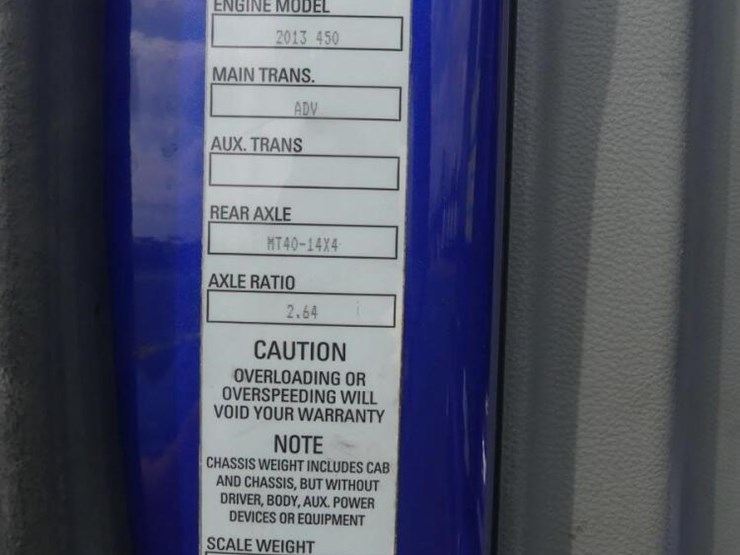 ENGINE MODEL
2013 450
MAIN TRANS.
ADV
AUX. TRANS
REAR AXLE
MT40-14X4
AXLE RATIO
2.64
CAUTION
OVERLOADING OR
OVERSPEEDING WILL
VOID YOUR WARRANTY
NOTE
CHASSIS WEIGHT INCLUDES CAB
AND CHASSIS, BUT WITHOUT
DRIVER, BODY, AUX. POWER
DEVICES OR EQUIPMENT
SCALE WEIGHT